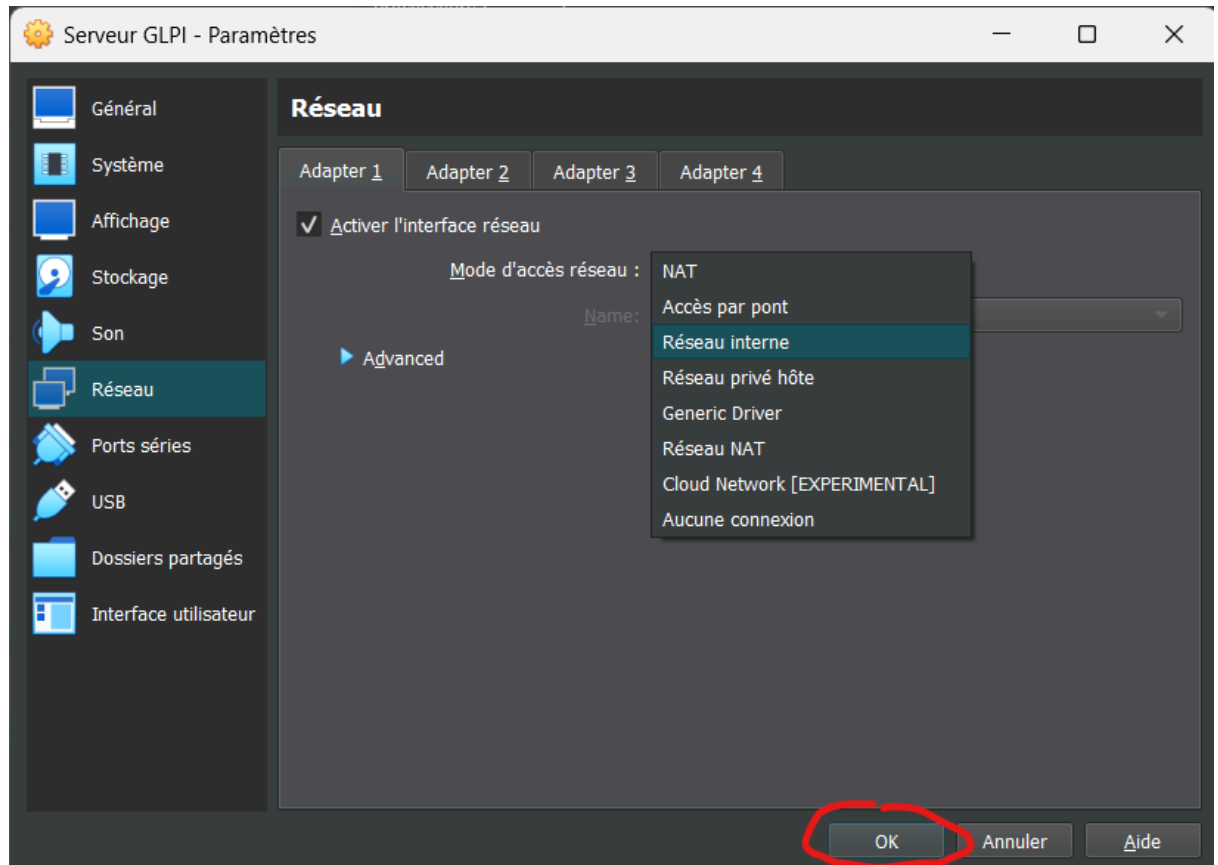 Serveur GLPI - Paramètres
Général
Système
Affichage
Stockage
Son
Réseau
Ports séries
USB
Dossiers partagés
Interface utilisateur
Réseau
Adapter 1 Adapter 2 Adapter 3 Adapter 4
Activer l'interface réseau
Mode d'accès réseau :
Name:
Advanced
NAT
Accès par pont
Réseau interne
Réseau privé hôte
Generic Driver
Réseau NAT
Cloud Network [EXPERIMENTAL]
Aucune connexion
OK Annuler Aide